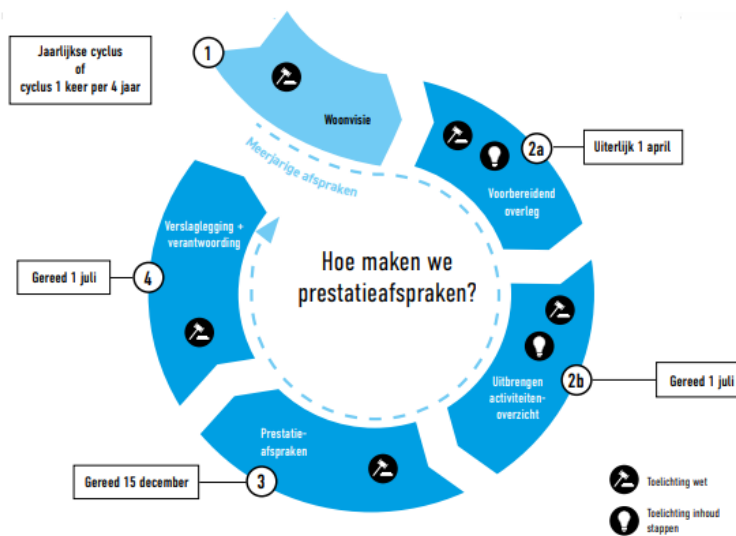 Jaarlijkse cyclus
of
cyclus 1 keer per 4 jaar
1
Woonvisie
Meerjarige afspraken
2a
Uiterlijk 1 april
Voorbereidend
overleg
Verslaglegging +
verantwoording
Hoe maken we
prestatieafspraken?
Gereed 1 juli
4
2b
Gereed 1 juli
Uitbrengen
activiteiten-
overzicht
Prestatie-
afspraken
Gereed 15 december
3
Toelichting wet
Toelichting inhoud
stappen